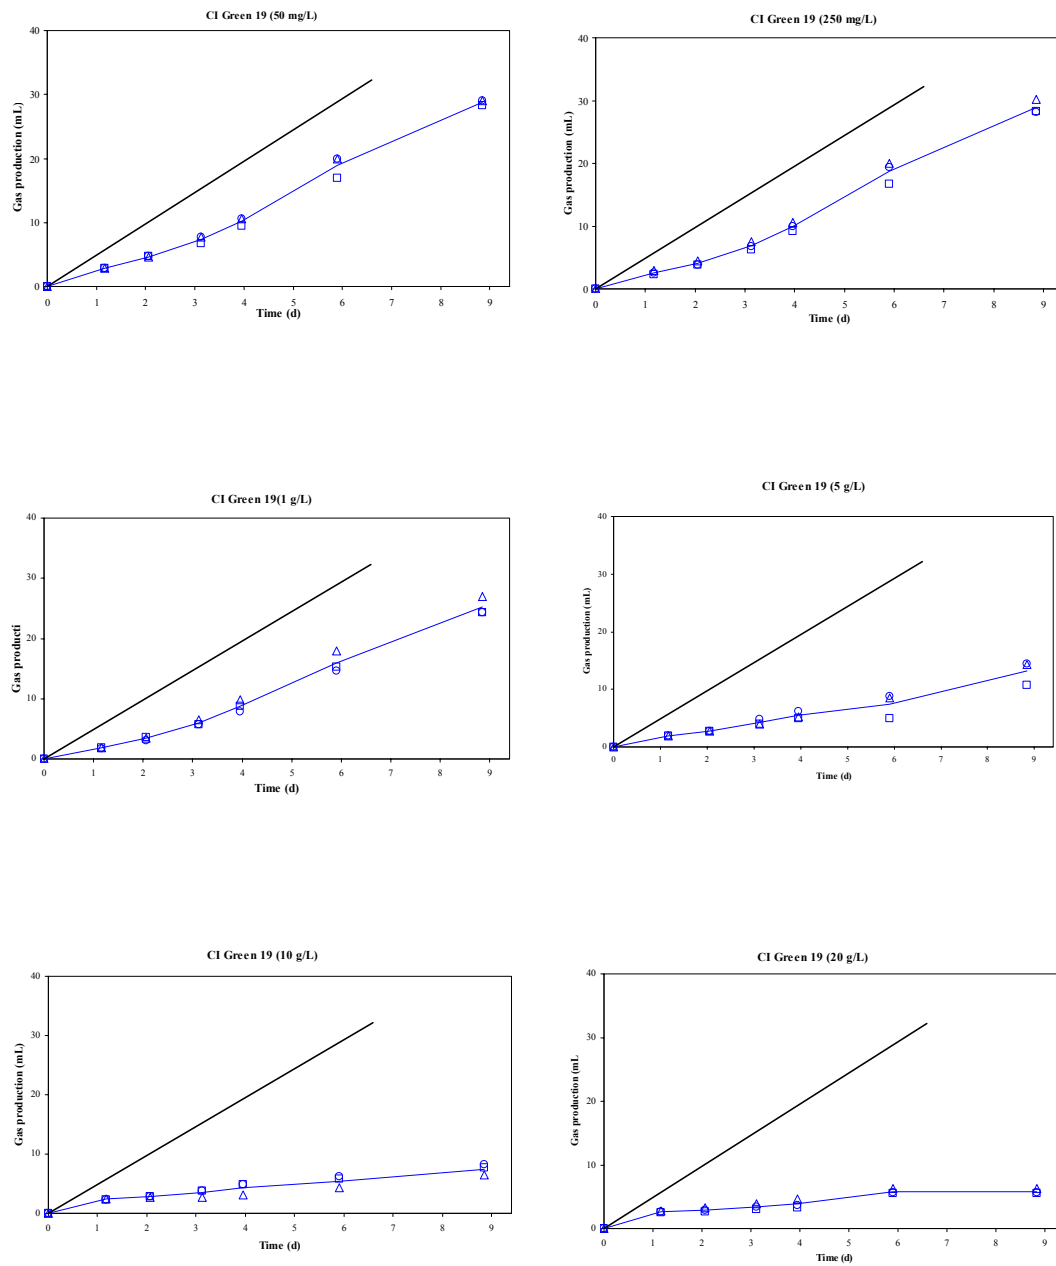 CI Green 19 (50 mg/L)
Gas production (mL)
40
30
20
10
0
0 1 2 3 4 5 6 7 8 9
Time (d)
CI Green 19 (250 mg/L)
Gas production (mL)
40
30
20
10
0
0 1 2 3 4 5 6 7 8 9
Time (d)
CI Green 19(1 g/L)
Gas producti
40
30
20
10
0
0 1 2 3 4 5 6 7 8 9
Time (d)
CI Green 19 (5 g/L)
Gas production (mL)
40
30
20
10
0
0 1 2 3 4 5 6 7 8 9
Time (d)
CI Green 19 (10 g/L)
Gas production (mL)
40
30
20
10
0
0 1 2 3 4 5 6 7 8 9
Time (d)
CI Green 19 (20 g/L)
Gas production (mL
40
30
20
10
0
0 1 2 3 4 5 6 7 8 9
Time (d)